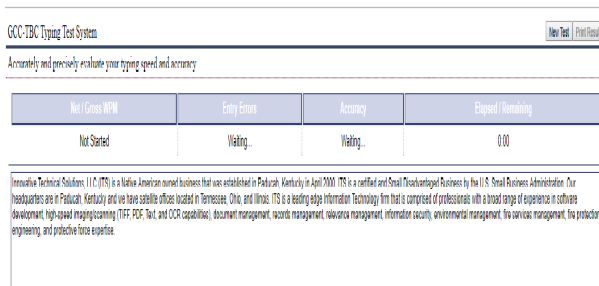 GCC-TBC Typing Test System
New Test Print Resul
Accurately and precisely evaluate your typing speed and accuracy
Net / Gross WPM Entry Errors Accuracy Elapsed / Remaining
Not Started Waiting... Waiting... 0:00
Innovative Technical Solutions, LLC (ITS) is a Native American owned business that was established in Paducah, Kentucky in April 2000. ITS is a certified and Small Disadvantaged Business by the U.S. Small Business Administration. Our
headquarters are in Paducah, Kentucky and we have satellite offices located in Tennessee, Ohio, and Illinois. ITS is a leading edge Information Technology firm that is comprised of professionals with a broad range of experience in software
development, high-speed imaging/scanning (TIFF, PDF, Text, and OCR capabilities), document management, records management, relevance management, information security, environmental management, fire services management, fire protection
engineering, and protective force expertise.